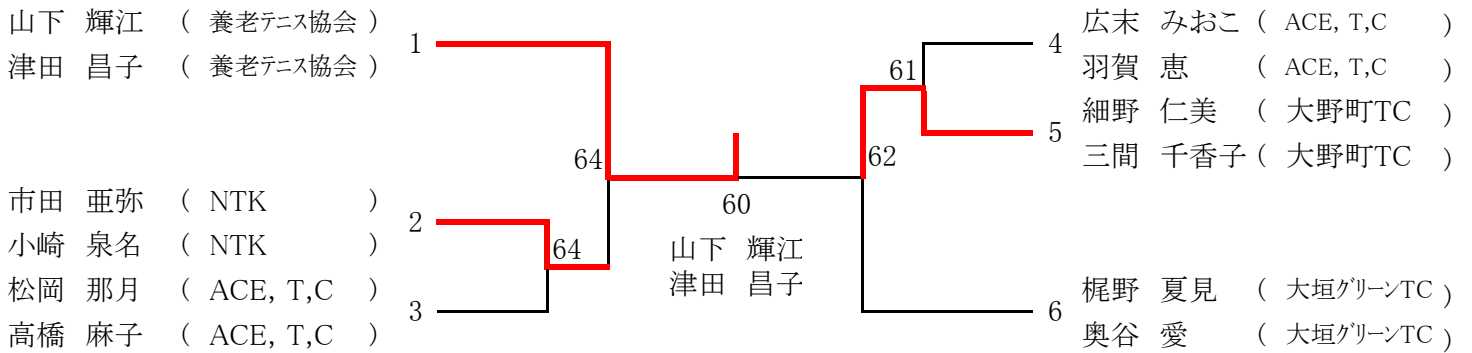 山下 輝江 ( 養老テニス協会 )
津田 昌子 ( 養老テニス協会 )
1
市田 亜弥 ( NTK )
小崎 泉名 ( NTK )
2
松岡 那月 ( ACE, T,C )
高橋 麻子 ( ACE, T,C )
3
64
64
60
山下 輝江
津田 昌子
61
62
4
広末 みおこ ( ACE, T,C )
羽賀 恵 ( ACE, T,C )
5
細野 仁美 ( 大野町TC )
三間 千香子 ( 大野町TC )
6
梶野 夏見 ( 大垣グリーンTC )
奥谷 愛 ( 大垣グリーンTC )